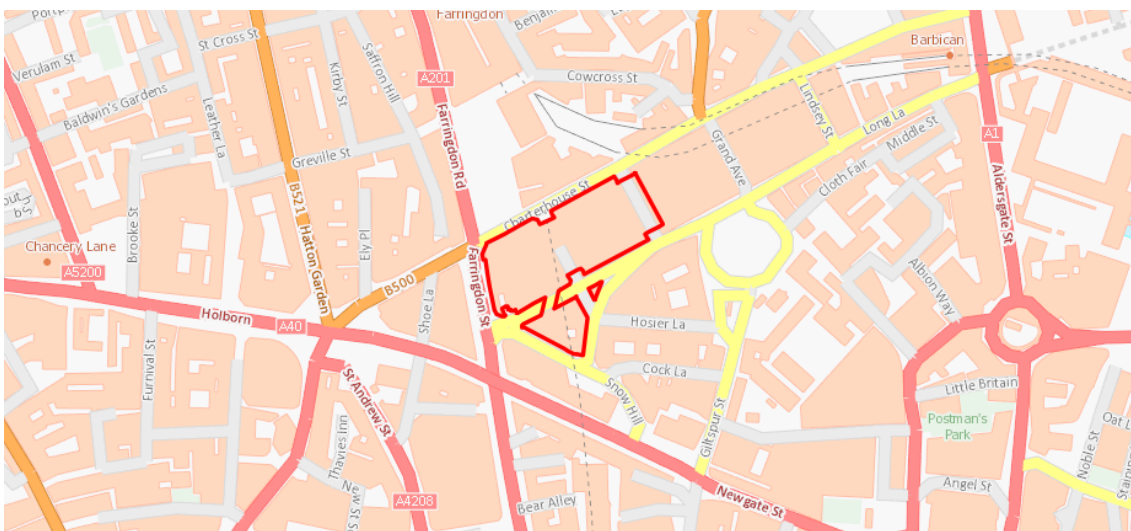 Portp
Farringdon
Benjam
St Cross St
Verulam St
Saffron Hill
A201
Kirby St
Cowcross St
Barbican
Baldwin's Gardens
Leather La
Farringdon Rd
Lindsey St
Long La
Middle St
Grand Ave
A1
Greville St
Cloth Fair
B521
Hatton Garden
Charterhouse St
Aldersgate St
Brooke St
Ely Pl
Chancery Lane
A5200
B500
Farringdon St
Albion Way
Shoe La
Holborn
A40
Hosier La
Furnival St
St Andrew St
Cock La
Snow Hill
Giltspur St
Little Britain
Postman's
Park
Thavies Inn
Noble St
Oat L
Staining
New St S
A4208
Bear Alley
Newgate St
Angel St